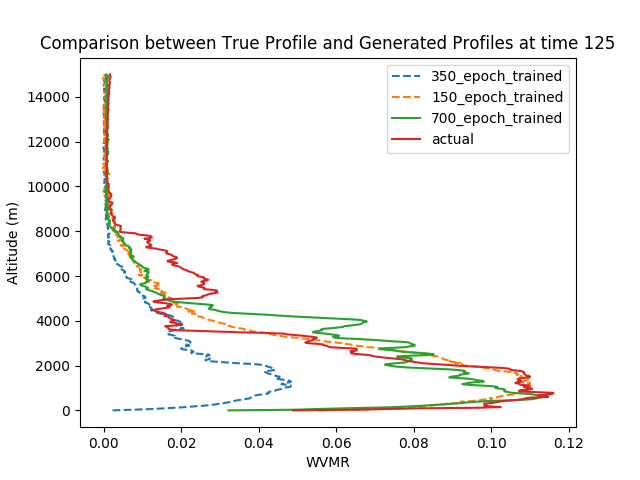 Comparison between True Profile and Generated Profiles at time 125
350_epoch_trained
150_epoch_trained
700_epoch_trained
actual
14000
12000
10000
8000
6000
4000
2000
0
Altitude (m)
0.00 0.02 0.04 0.06 0.08 0.10 0.12
WVMR